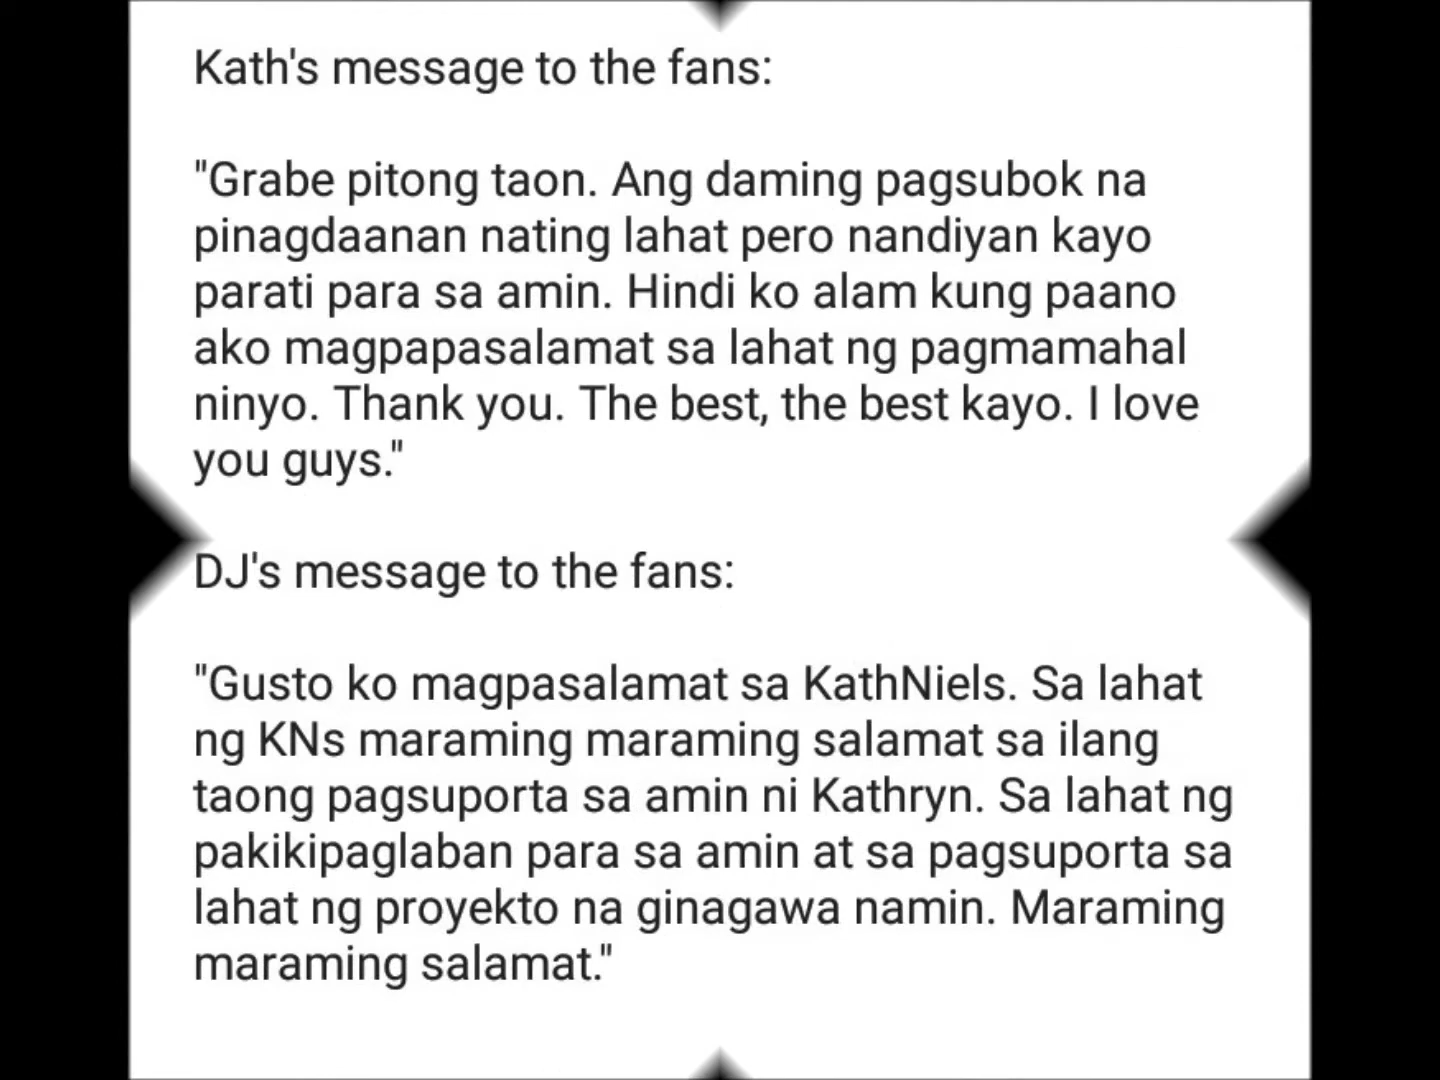 Kath's message to the fans:
"Grabe pitong taon. Ang daming pagsubok na
pinagdaanan nating lahat pero nandiyan kayo
parati para sa amin. Hindi ko alam kung paano
ako magpapasalamat sa lahat ng pagmamahal
ninyo. Thank you. The best, the best kayo. I love
you guys."
DJ's message to the fans:
"Gusto ko magpasalamat sa KathNiels. Sa lahat
ng KNs maraming maraming salamat sa ilang
taong pagsuporta sa amin ni Kathryn. Sa lahat ng
pakikipaglaban para sa amin at sa pagsuporta sa
lahat ng proyekto na ginagawa namin. Maraming
maraming salamat."